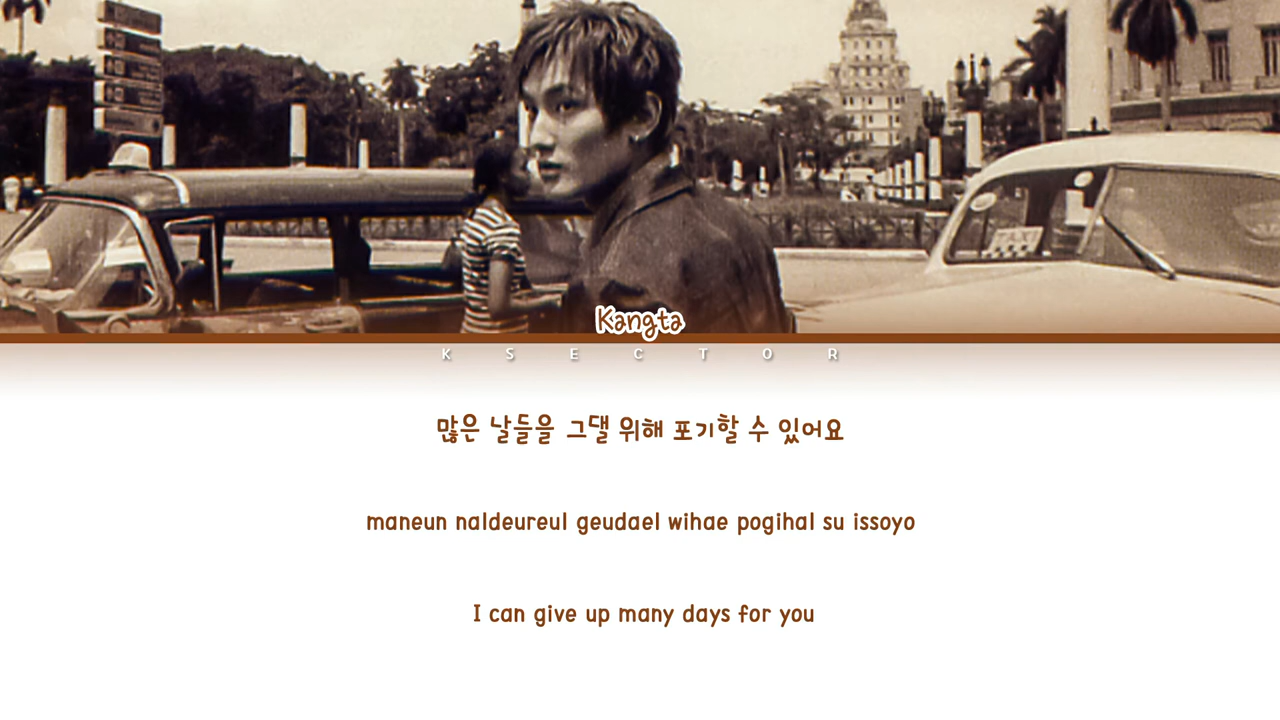 Kangta
K S E C T O R
많은 날들을 그댈 위해 포기할 수 있어요
maneun naldeureul geudael wihae pogihal su issoyo
I can give up many days for you